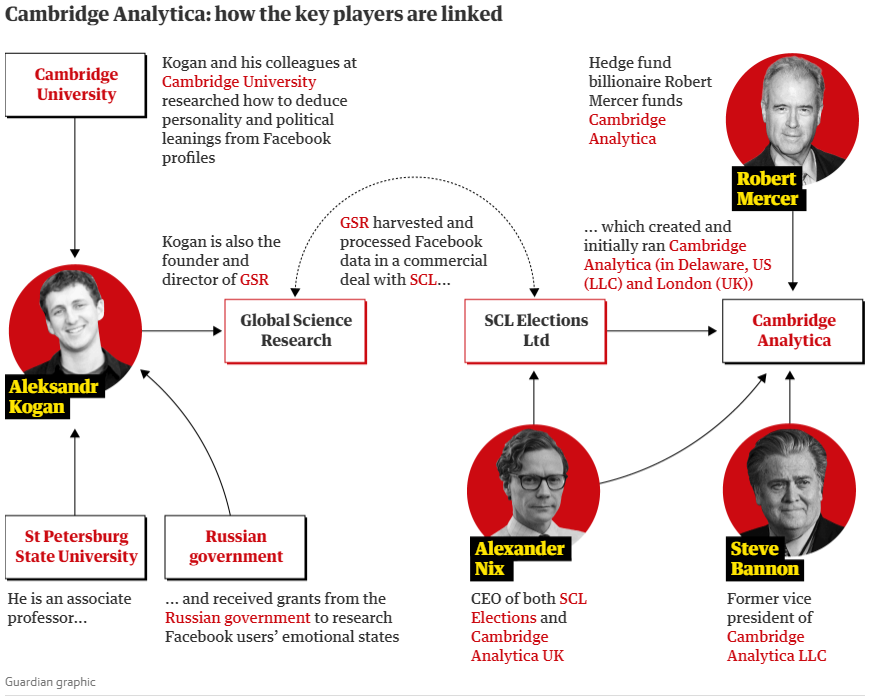 Cambridge Analytica: how the key players are linked
Cambridge
University
Kogan and his colleagues at
Cambridge University
researched how to deduce
personality and political
leanings from Facebook
profiles
Hedge fund
billionaire Robert
Mercer funds
Cambridge
Analytica
Robert
Mercer
Kogan is also the
founder and
director of GSR
GSR harvested and
processed Facebook
data in a commercial
deal with SCL...
... which created and
initially ran Cambridge
Analytica (in Delaware, US
(LLC) and London (UK))
Aleksandr
Kogan
Global Science
Research
SCL Elections
Ltd
Cambridge
Analytica
St Petersburg
State University
Russian
government
Alexander
Nix
Steve
Bannon
He is an associate
professor...
... and received grants from the
Russian government to research
Facebook users' emotional states
CEO of both SCL
Elections and
Cambridge
Analytica UK
Former vice
president of
Cambridge
Analytica LLC
Guardian graphic